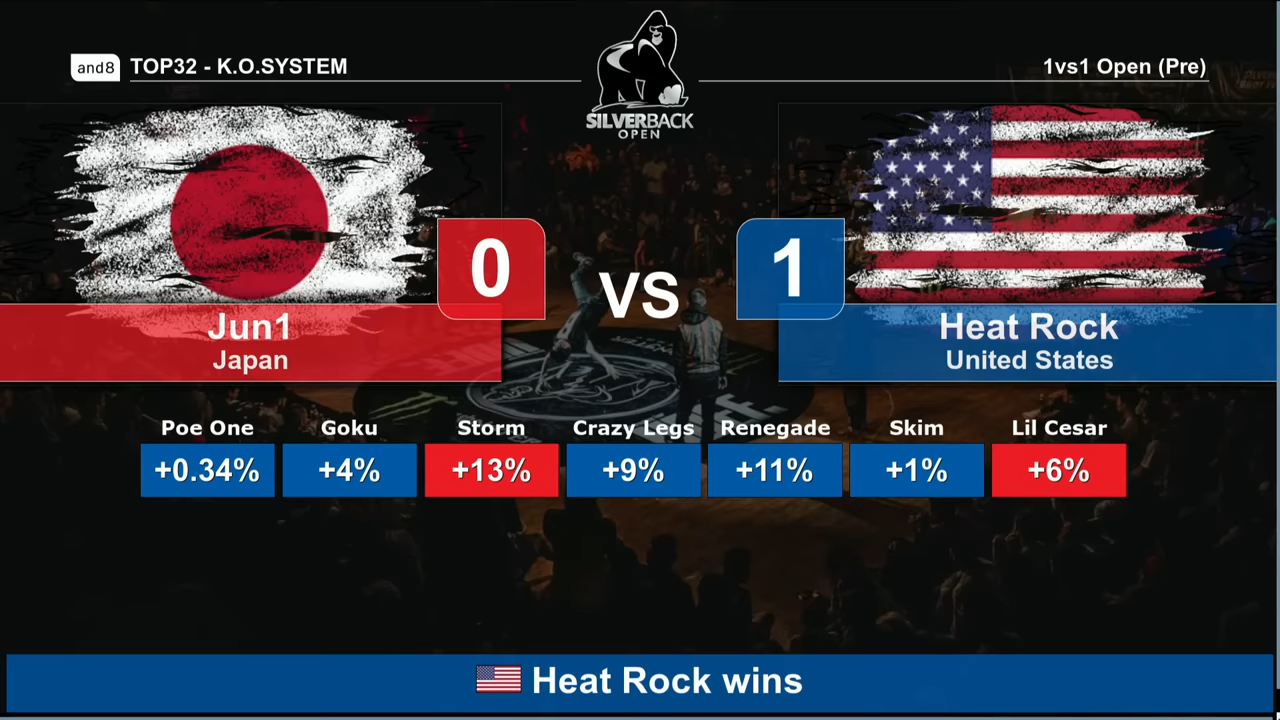 and8 TOP32 - K.O.SYSTEM
SILVERBACK
OPEN
1vs1 Open (Pre)
0
VS
1
Jun1
Japan
Heat Rock
United States
Poe One
Goku
Storm
Crazy Legs
Renegade
Skim
Lil Cesar
+0.34%
+4%
+13%
+9%
+11%
+1%
+6%
Heat Rock wins